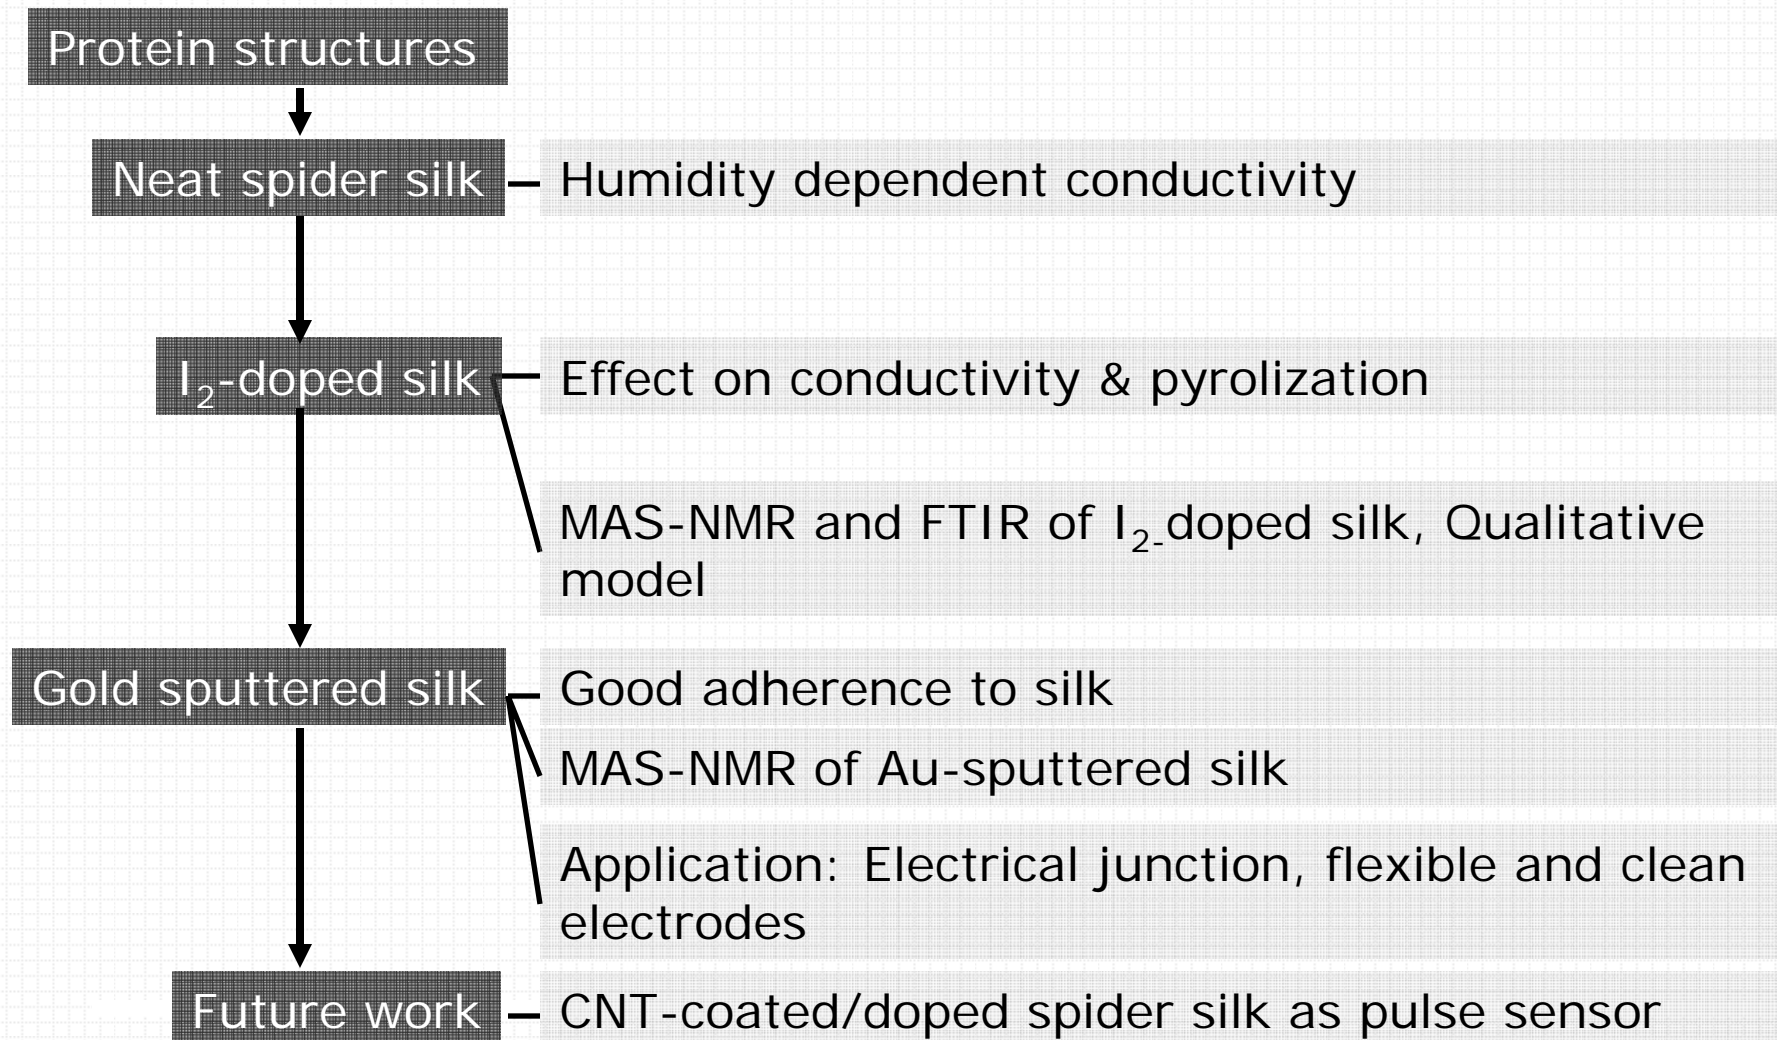 Protein structures
Neat spider silk
Humidity dependent conductivity
I₂-doped silk
Effect on conductivity & pyrolization
MAS-NMR and FTIR of I₂₋doped silk, Qualitative
model
Gold sputtered silk
Good adherence to silk
MAS-NMR of Au-sputtered silk
Application: Electrical junction, flexible and clean
electrodes
Future work
CNT-coated/doped spider silk as pulse sensor